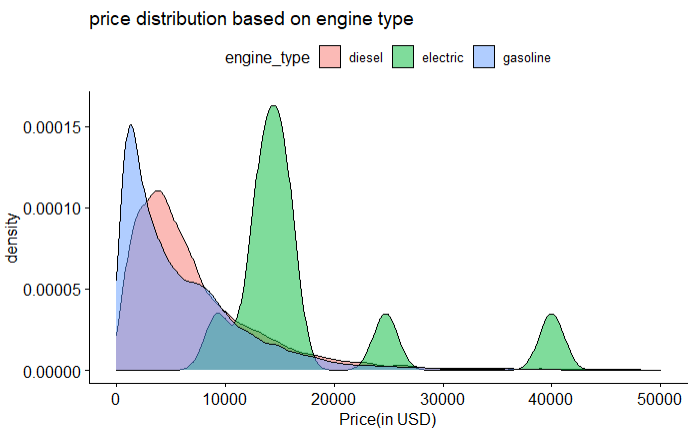 price distribution based on engine type
engine_type diesel electric gasoline
density
0.00015
0.00010
0.00005
0.00000
0 10000 20000 30000 40000 50000
Price(in USD)